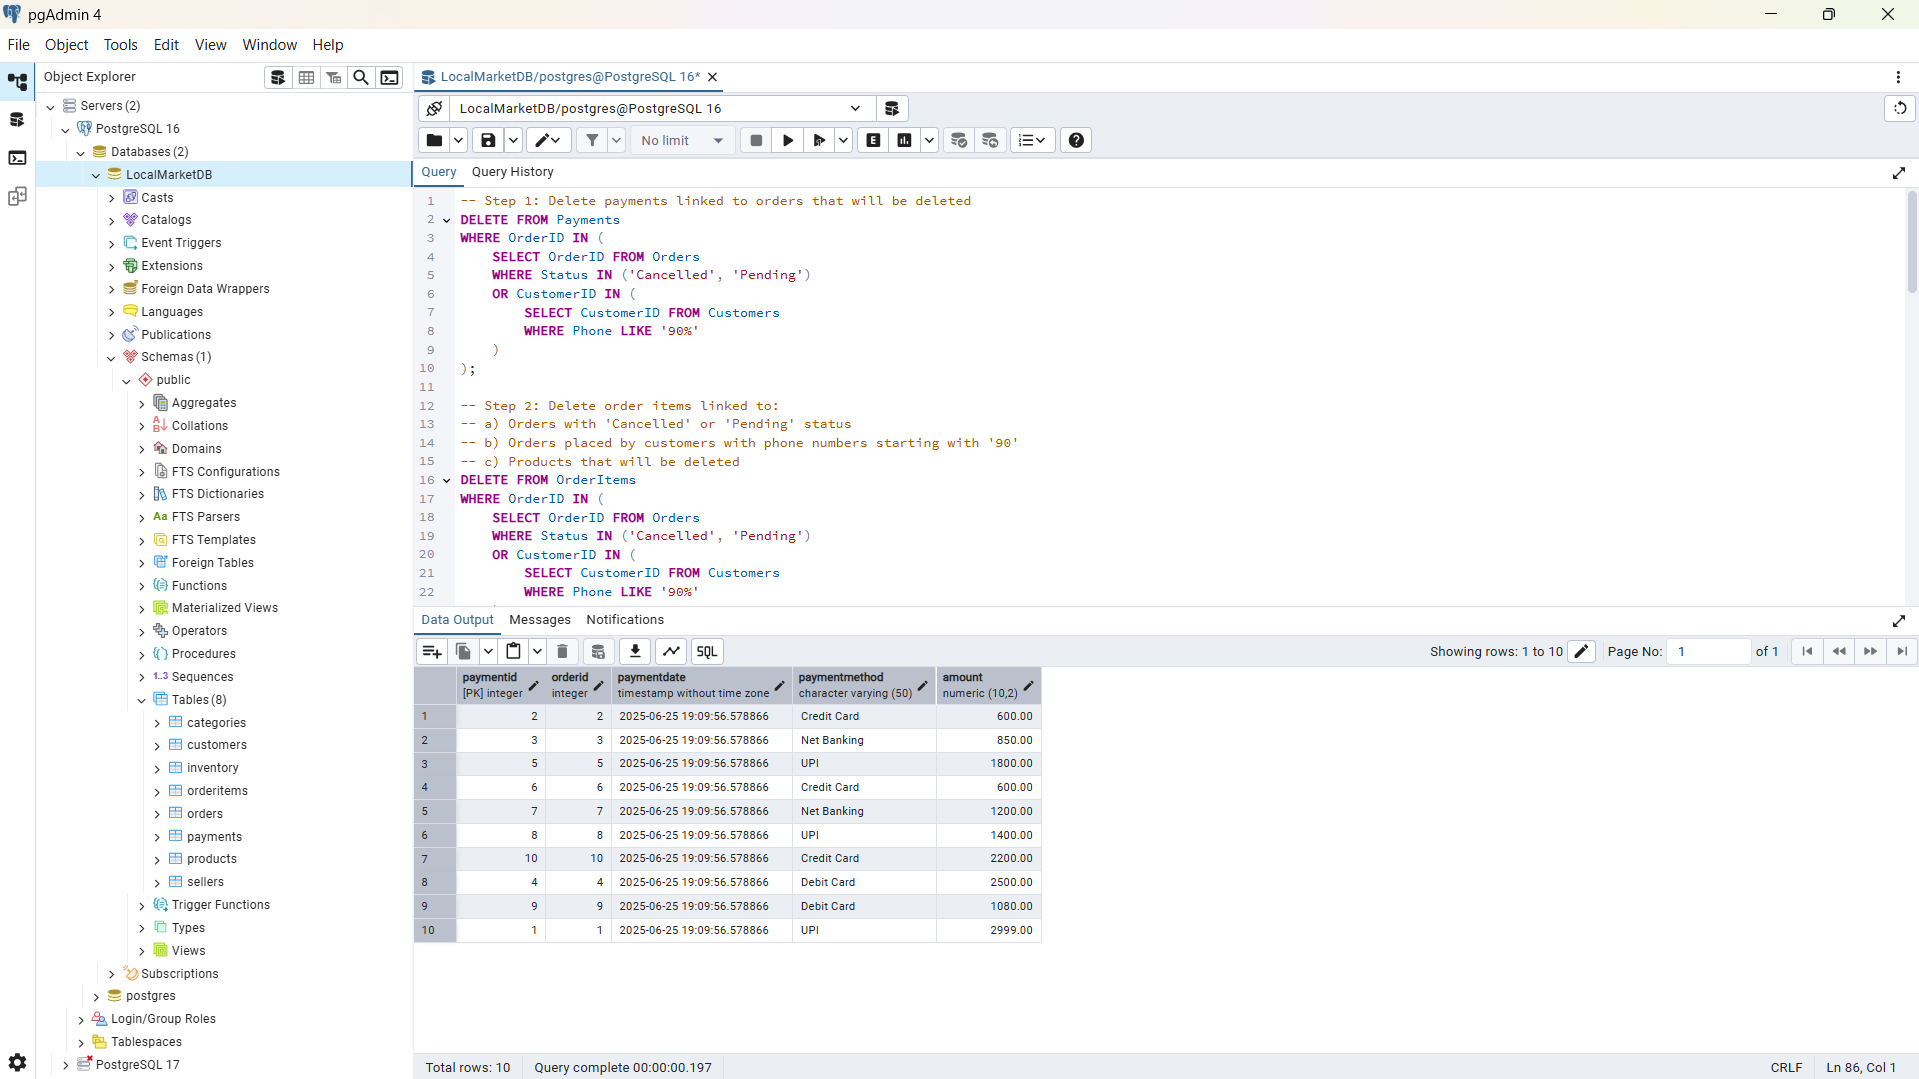 pgAdmin 4
File Object Tools Edit View Window Help
Object Explorer
Servers (2)
PostgreSQL 16
Databases (2)
LocalMarketDB
Casts
Catalogs
Event Triggers
Extensions
Foreign Data Wrappers
Languages
Publications
Schemas (1)
public
Aggregates
Collations
Domains
FTS Configurations
FTS Dictionaries
Aa FTS Parsers
FTS Templates
Foreign Tables
Functions
Materialized Views
Operators
Procedures
1..3 Sequences
Tables (8)
categories
customers
inventory
orderitems
orders
payments
products
sellers
Trigger Functions
Types
Views
Subscriptions
postgres
Login/Group Roles
Tablespaces
PostgreSQL 17
LocalMarketDB/postgres@PostgreSQL 16*
LocalMarketDB/postgres@PostgreSQL 16
No limit
E
Query Query History
1 -- Step 1: Delete payments linked to orders that will be deleted
2 DELETE FROM Payments
3 WHERE OrderID IN (
4 SELECT OrderID FROM Orders
5 WHERE Status IN ('Cancelled', 'Pending')
6 OR CustomerID IN (
7 SELECT CustomerID FROM Customers
8 WHERE Phone LIKE '90%'
9 )
10 );
11
12 -- Step 2: Delete order items linked to:
13 -- a) Orders with 'Cancelled' or 'Pending' status
14 -- b) Orders placed by customers with phone numbers starting with '90'
15 -- c) Products that will be deleted
16 DELETE FROM OrderItems
17 WHERE OrderID IN (
18 SELECT OrderID FROM Orders
19 WHERE Status IN ('Cancelled', 'Pending')
20 OR CustomerID IN (
21 SELECT CustomerID FROM Customers
22 WHERE Phone LIKE '90%'
Data Output Messages Notifications
SQL
Showing rows: 1 to 10 Page No: 1 of 1
paymentid orderid paymentdate paymentmethod amount
[PK] integer integer timestamp without time zone character varying (50) numeric (10,2)
1 2 2 2025-06-25 19:09:56.578866 Credit Card 600.00
2 3 3 2025-06-25 19:09:56.578866 Net Banking 850.00
3 5 5 2025-06-25 19:09:56.578866 UPI 1800.00
4 6 6 2025-06-25 19:09:56.578866 Credit Card 600.00
5 7 7 2025-06-25 19:09:56.578866 Net Banking 1200.00
6 8 8 2025-06-25 19:09:56.578866 UPI 1400.00
7 10 10 2025-06-25 19:09:56.578866 Credit Card 2200.00
8 4 4 2025-06-25 19:09:56.578866 Debit Card 2500.00
9 9 9 2025-06-25 19:09:56.578866 Debit Card 1080.00
10 1 1 2025-06-25 19:09:56.578866 UPI 2999.00
Total rows: 10 Query complete 00:00:00.197 CRLF Ln 86, Col 1